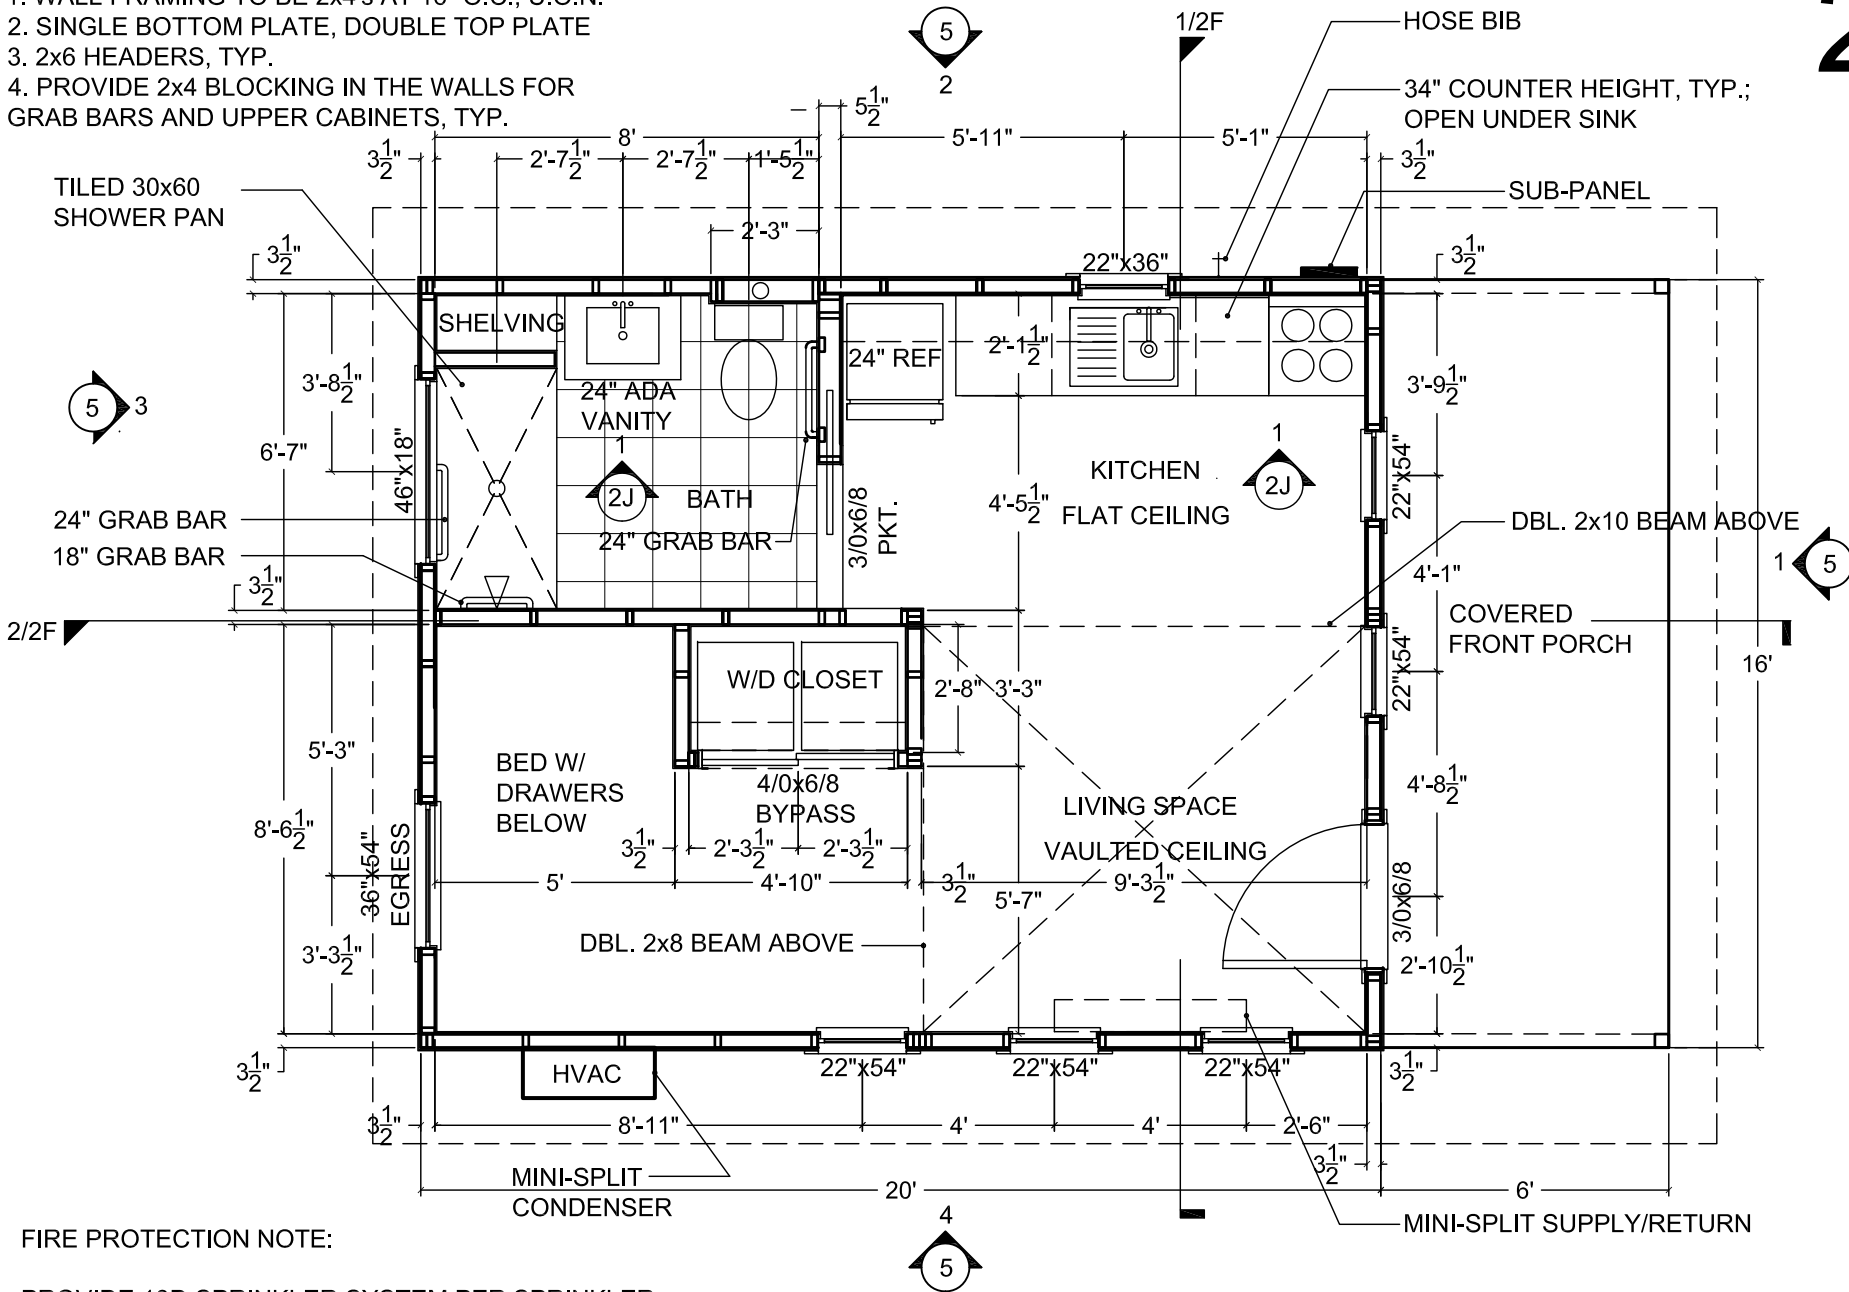 2. SINGLE BOTTOM PLATE, DOUBLE TOP PLATE
3. 2x6 HEADERS, TYP.
4. PROVIDE 2x4 BLOCKING IN THE WALLS FOR
GRAB BARS AND UPPER CABINETS, TYP.
5
2
1/2F
HOSE BIB
34" COUNTER HEIGHT, TYP.;
OPEN UNDER SINK
5 1/2"
8'
5'-11"
5'-1"
3 1/2"
2'-7 1/2"
2'-7 1/2"
1'-5 1/2"
3 1/2"
TILED 30x60
SHOWER PAN
SUB-PANEL
2'-3"
3 1/2"
22"x36"
3 1/2"
SHELVING
24" REF
2'-1 1/2"
3'-8 1/2"
24" ADA
VANITY
3'-9 1/2"
5
3
6'-7"
46"x18"
1
2J
BATH
KITCHEN
FLAT CEILING
1
2J
22"x54"
4'-5 1/2"
24" GRAB BAR
18" GRAB BAR
24" GRAB BAR
3/0x6/8
PKT.
DBL. 2x10 BEAM ABOVE
1
5
4'-1"
3 1/2"
2/2F
COVERED
FRONT PORCH
22"x54"
16'
W/D CLOSET
2'-8"
3'-3"
5'-3"
BED W/
DRAWERS
BELOW
4/0x6/8
BYPASS
LIVING SPACE
VAULTED CEILING
4'-8 1/2"
8'-6 1/2"
36"x54"
EGRESS
3 1/2"
2'-3 1/2"
2'-3 1/2"
5'
4'-10"
3 1/2"
9'-3 1/2"
5'-7"
3/0x6/8
3'-3 1/2"
DBL. 2x8 BEAM ABOVE
2'-10 1/2"
3 1/2"
HVAC
22"x54"
22"x54"
22"x54"
3 1/2"
3 1/2"
8'-11"
4'
4'
2'-6"
3 1/2"
MINI-SPLIT
CONDENSER
20'
6'
MINI-SPLIT SUPPLY/RETURN
4
5
FIRE PROTECTION NOTE: